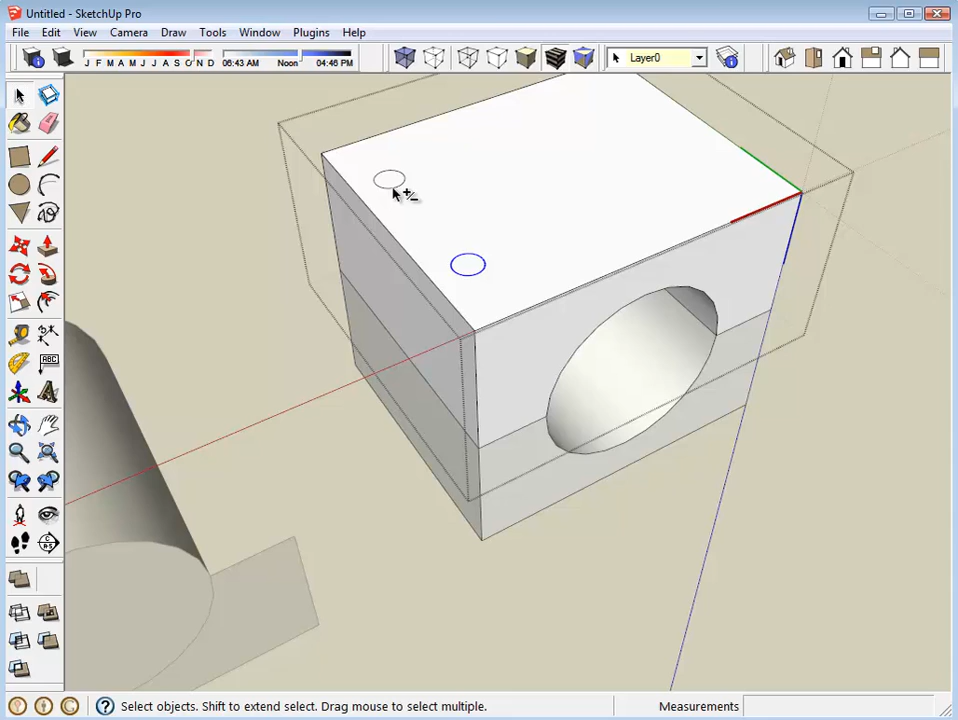 Untitled - SketchUp Pro
File Edit View Camera Draw Tools Window Plugins Help
J F M A M J J A S O N D 06:43 AM Noon 04:46 PM Layer0
ABC
A
Select objects. Shift to extend select. Drag mouse to select multiple. Measurements